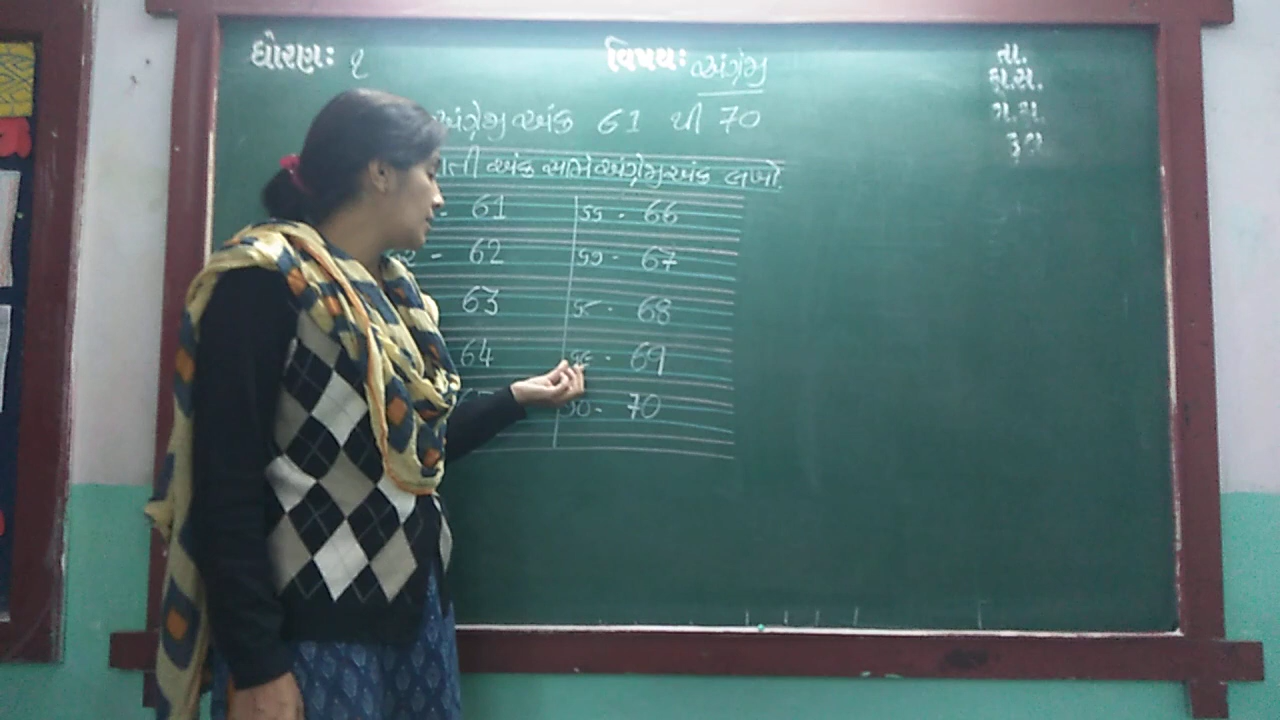 ધોરણઃ ૧
વિષયઃ અંગ્રેજી
તા.
કા.સં.
ગે.હા.
કુલ
અંગ્રેજી અંક 61 થી 70
અંક સામે અંગ્રેજી અંક લખો.
- 61
૬૬ - 66
- 62
૬૭ - 67
63
૬૮ - 68
64
૬૯ - 69
૭૦ - 70